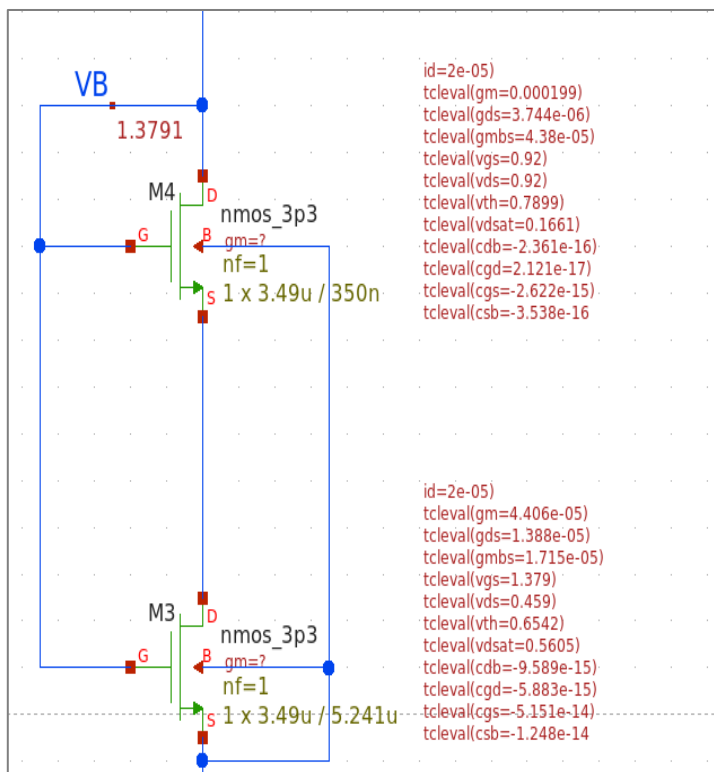 VB
1.3791
M4
D
nmos_3p3
G
B
gm=?
nf=1
S
1 x 3.49u / 350n
id=2e-05)
tcleval(gm=0.000199)
tcleval(gds=3.744e-06)
tcleval(gmbs=4.38e-05)
tcleval(vgs=0.92)
tcleval(vds=0.92)
tcleval(vth=0.7899)
tcleval(vdsat=0.1661)
tcleval(cdb=-2.361e-16)
tcleval(cgd=2.121e-17)
tcleval(cgs=-2.622e-15)
tcleval(csb=-3.538e-16
M3
D
nmos_3p3
G
B
gm=?
nf=1
S
1 x 3.49u / 5.241u
id=2e-05)
tcleval(gm=4.406e-05)
tcleval(gds=1.388e-05)
tcleval(gmbs=1.715e-05)
tcleval(vgs=1.379)
tcleval(vds=0.459)
tcleval(vth=0.6542)
tcleval(vdsat=0.5605)
tcleval(cdb=-9.589e-15)
tcleval(cgd=-5.883e-15)
tcleval(cgs=-5.151e-14)
tcleval(csb=-1.248e-14